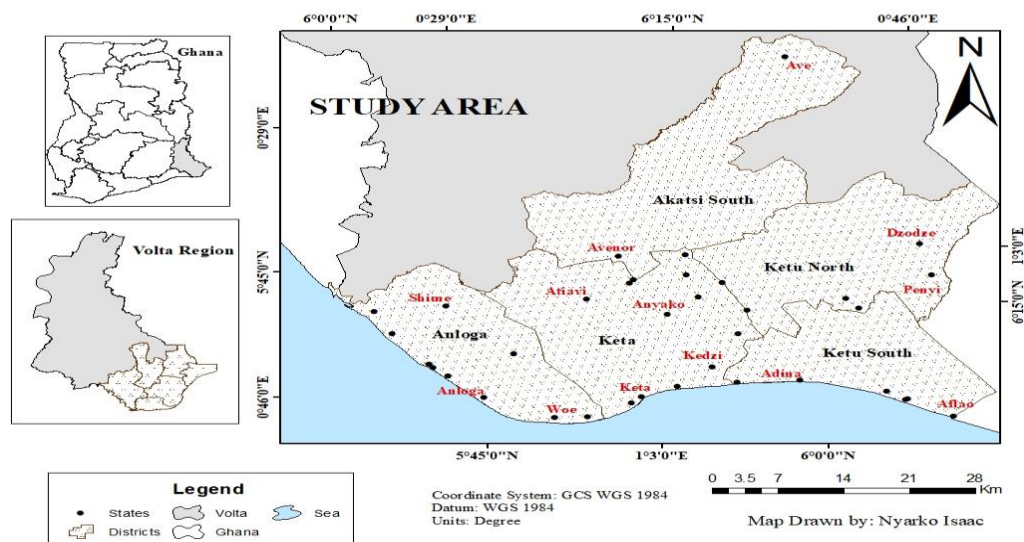 6°0'0"N 0°29'0"E 6°15'0"N 0°46'0"E
Ghana
N
Ave
STUDY AREA
0°29'0"E
Akatsi South
Volta Region
Dzodze
Avenor
1°3'0"E
Ketu North
5°45'0"N
Atiavi
Penyi
6°15'0"N
Shime
Anyako
Anloga
Keta
Ketu South
Kedzi
Adina
0°46'0"E
Anloga
Keta
Aflao
Woe
5°45'0"N 1°3'0"E 6°0'0"N
0 3.5 7 14 21 28
Km
Legend
States Volta Sea
Districts Ghana
Coordinate System: GCS WGS 1984
Datum: WGS 1984
Units: Degree
Map Drawn by: Nyarko Isaac